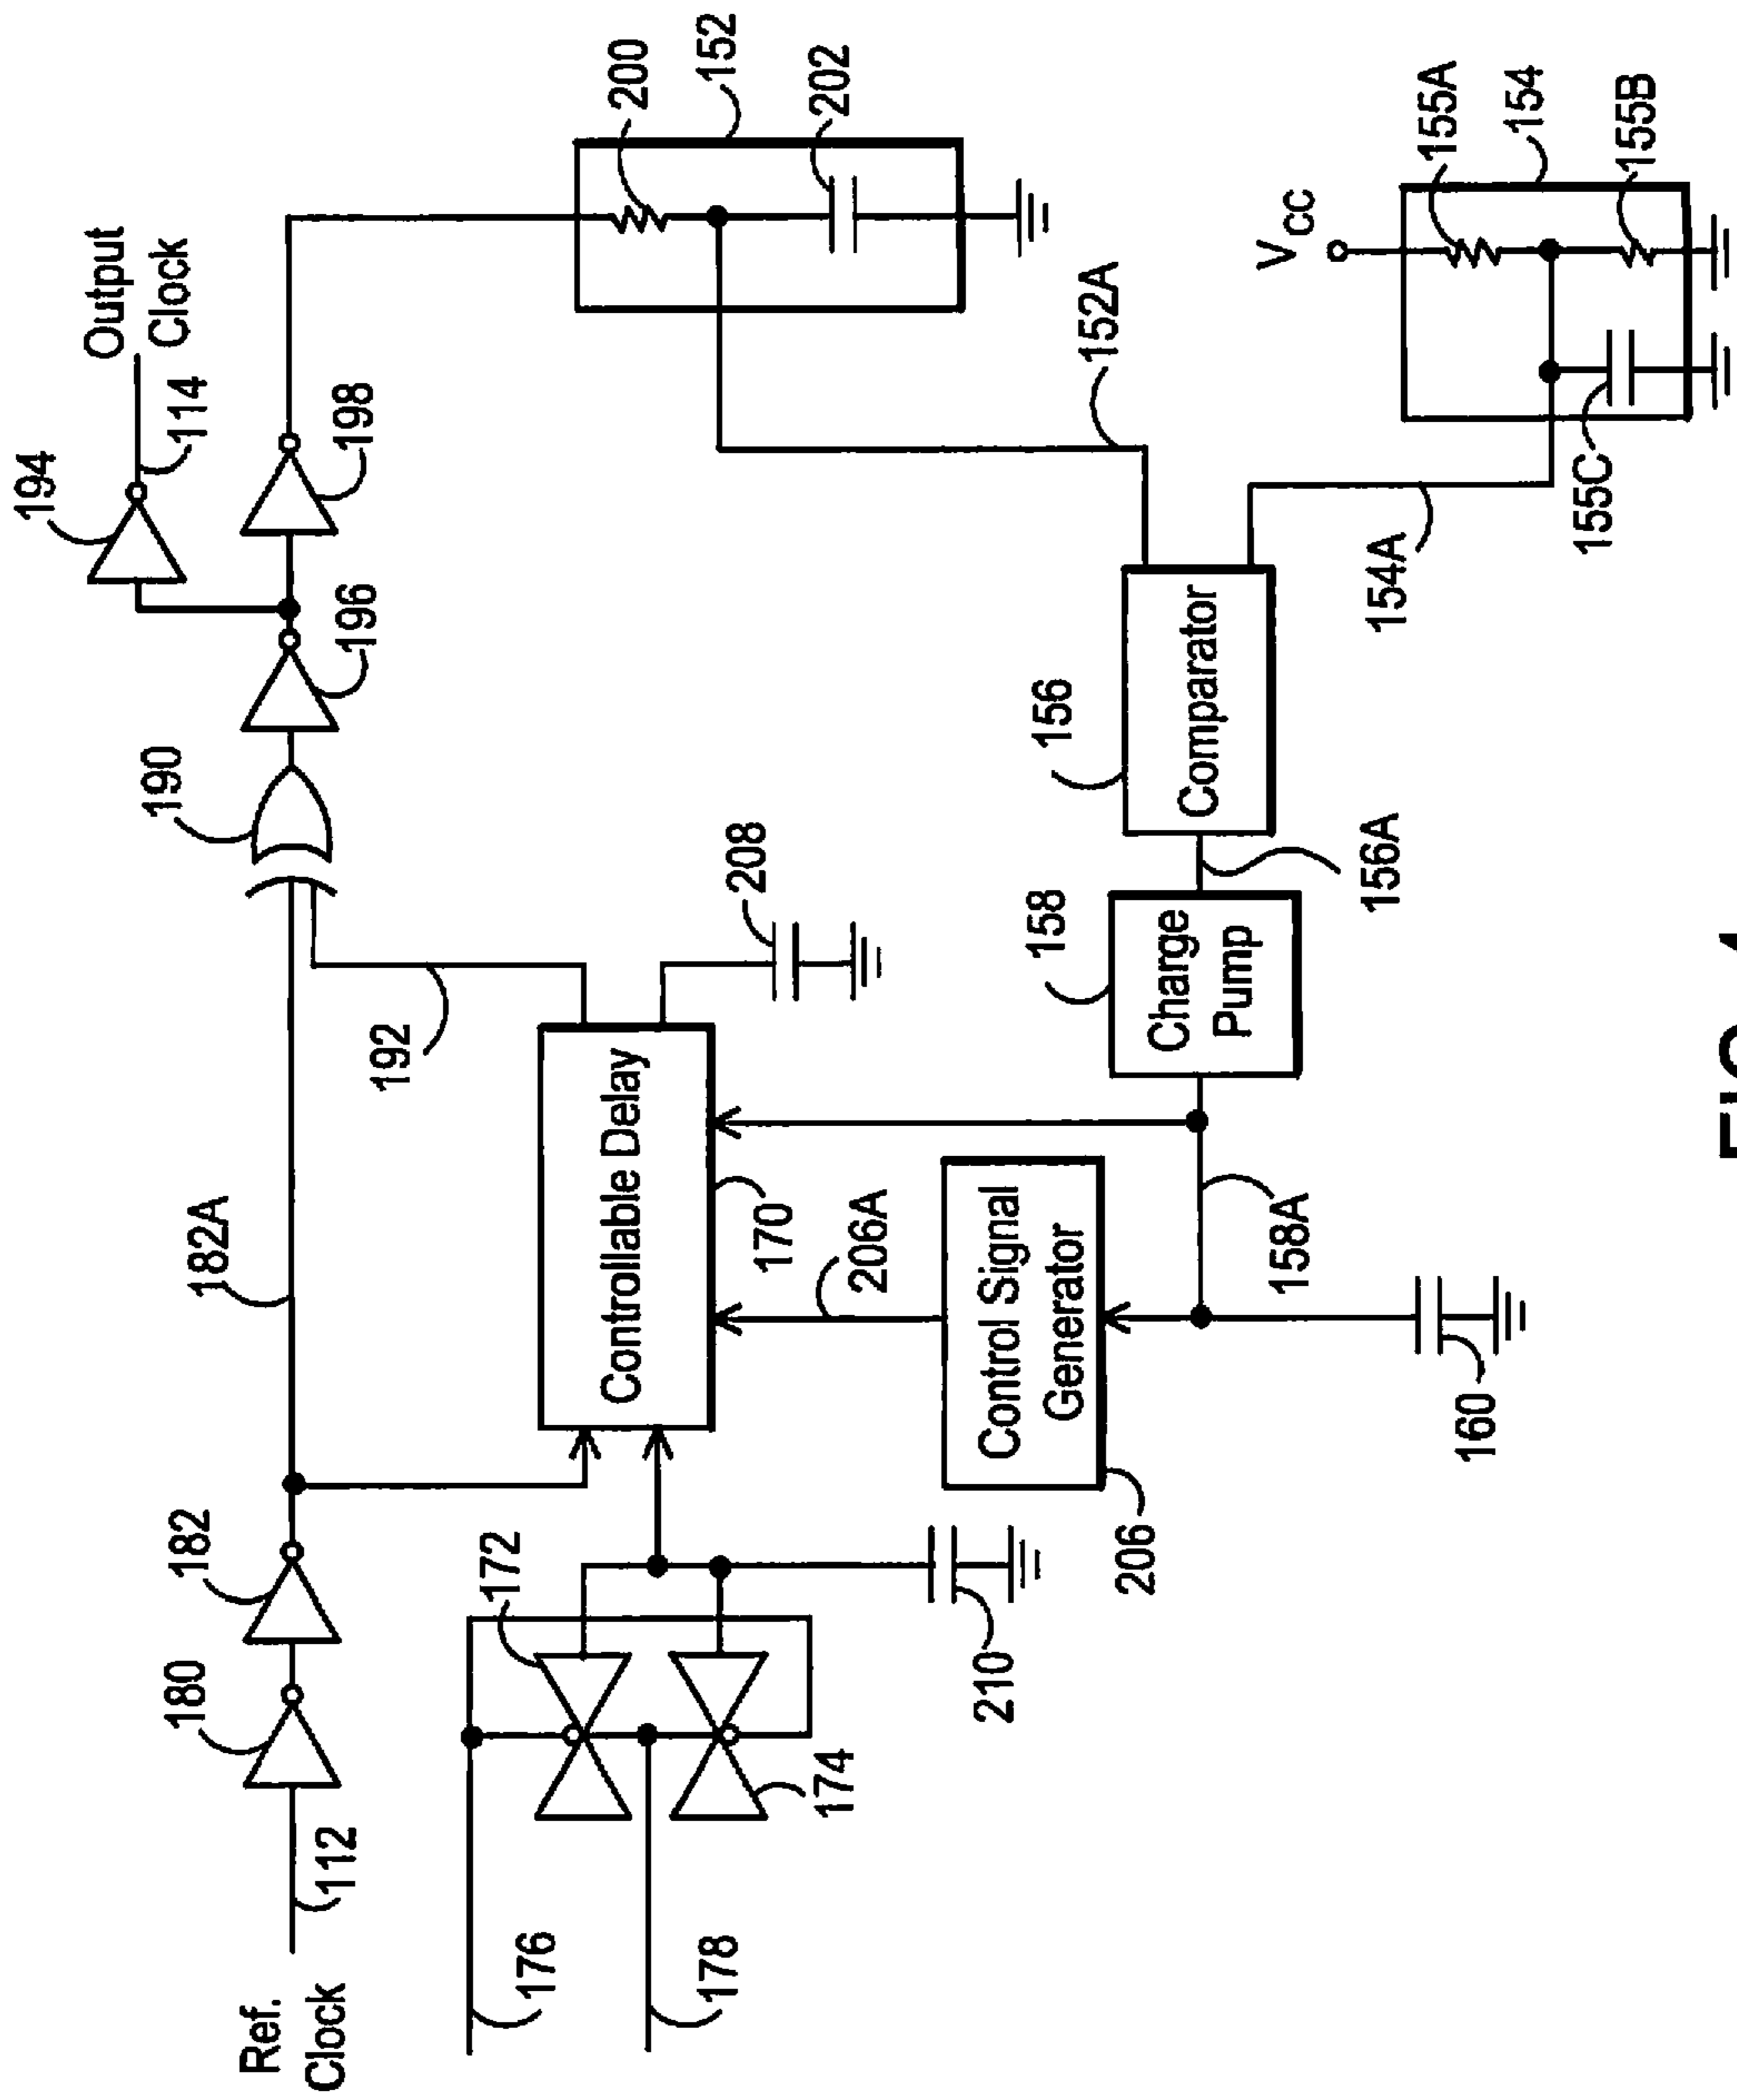 Ref.
Clock
112
180
182
182A
190
196
194
Output
Clock
114
198
176
178
172
174
210
Controllable Delay
170
192
208
200
152
202
206A
Control Signal
Generator
206
158A
160
Charge
Pump
158
156A
Comparator
156
152A
154A
VCC
155A
154
155B
155C